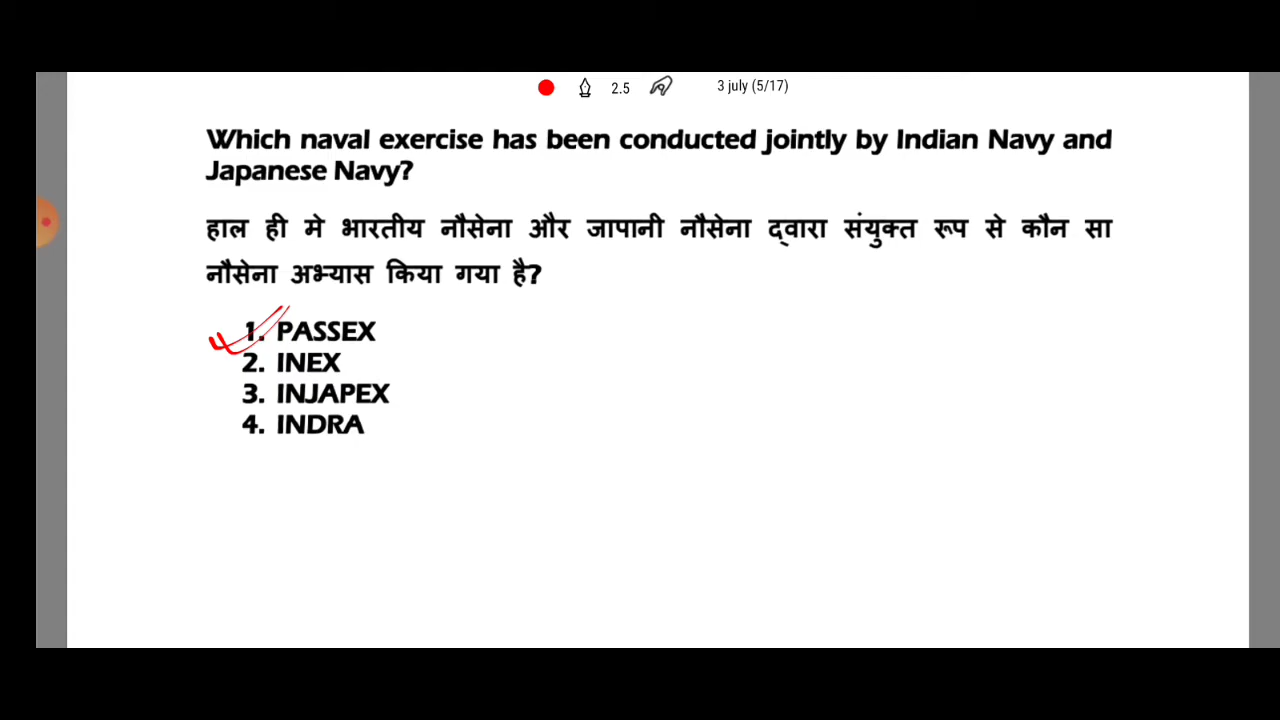 2.5 3 july (5/17)
Which naval exercise has been conducted jointly by Indian Navy and
Japanese Navy?
हाल ही मे भारतीय नौसेना और जापानी नौसेना द्वारा संयुक्त रूप से कौन सा
नौसेना अभ्यास किया गया है?
1. PASSEX
2. INEX
3. INJAPEX
4. INDRA